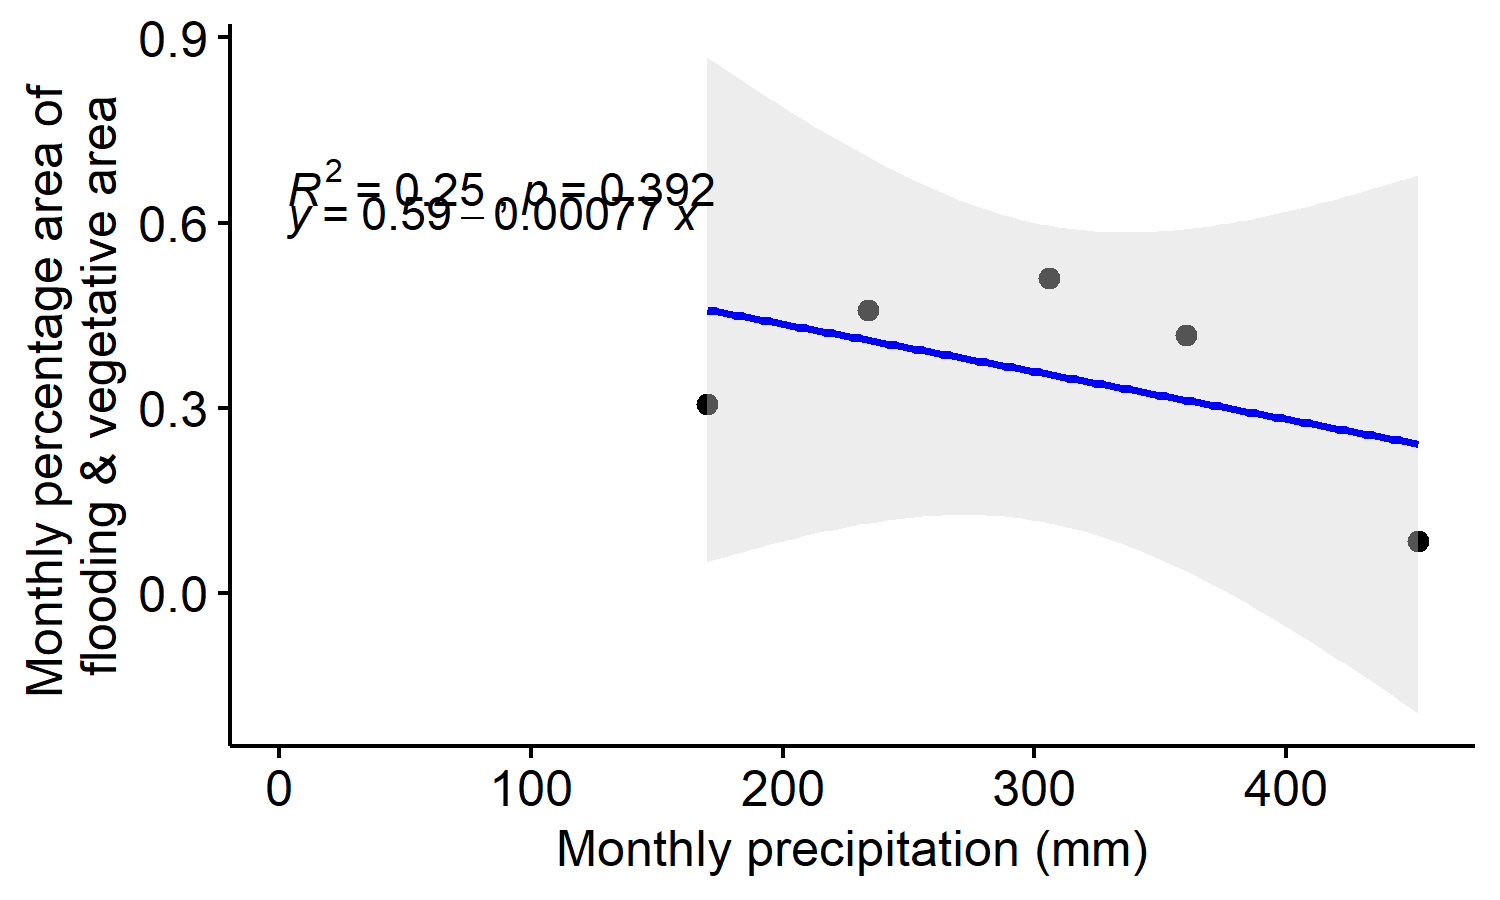 Monthly percentage area of
flooding & vegetative area
0.9
0.6
0.3
0.0
R² = 0.25 , p = 0.392
y = 0.59 − 0.00077 x
0 100 200 300 400
Monthly precipitation (mm)